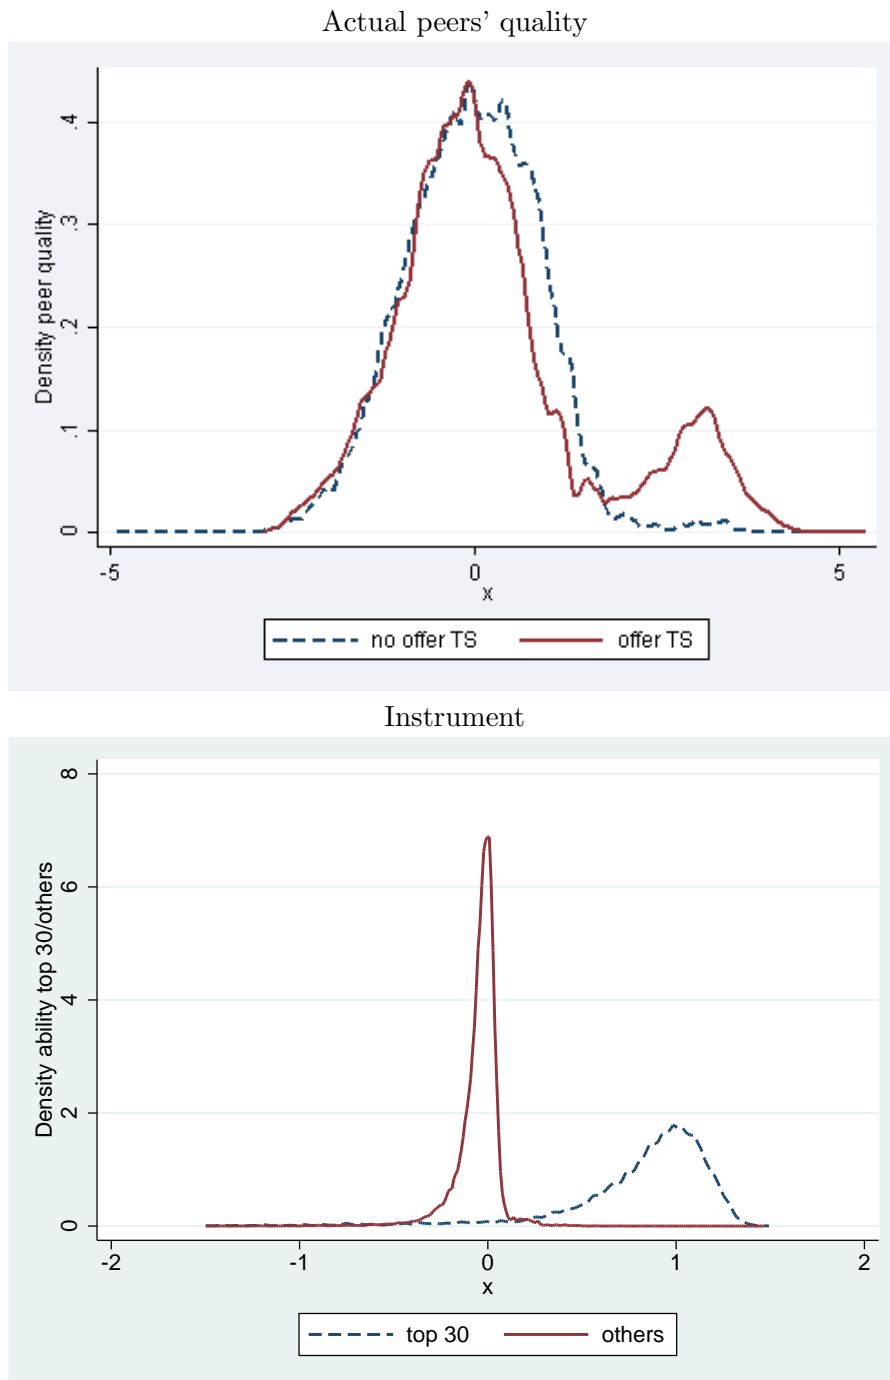 Actual peers' quality
Density peer quality
.4
.3
.2
.1
0
-5 0 5
x
no offer TS offer TS
Instrument
Density ability top 30/others
8
6
4
2
0
-2 -1 0 1 2
x
top 30 others